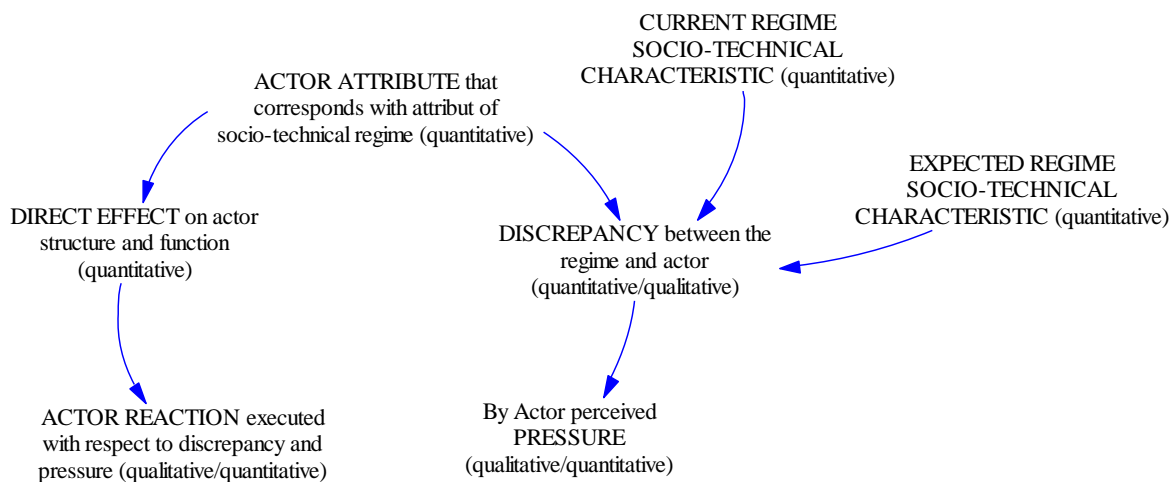 CURRENT REGIME
SOCIO-TECHNICAL
CHARACTERISTIC (quantitative)
ACTOR ATTRIBUTE that
corresponds with attribut of
socio-technical regime (quantitative)
EXPECTED REGIME
SOCIO-TECHNICAL
CHARACTERISTIC (quantitative)
DIRECT EFFECT on actor
structure and function
(quantitative)
DISCREPANCY between the
regime and actor
(quantitative/qualitative)
ACTOR REACTION executed
with respect to discrepancy and
pressure (qualitative/quantitative)
By Actor perceived
PRESSURE
(qualitative/quantitative)